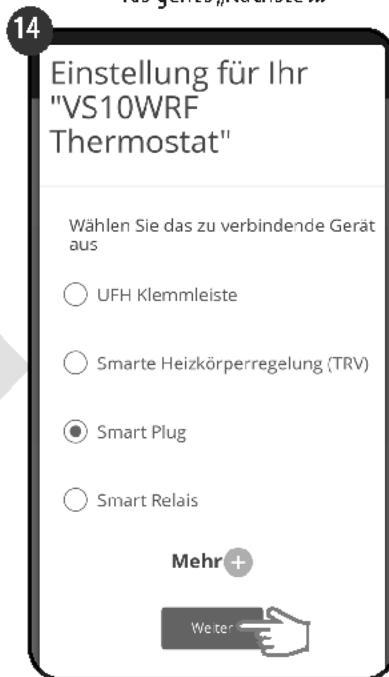 14
Einstellung für Ihr
"VS10WRF
Thermostat"
Wählen Sie das zu verbindende Gerät
aus
UFH Klemmleiste
Smarte Heizkörperregelung (TRV)
Smart Plug
Smart Relais
Mehr +
Weiter